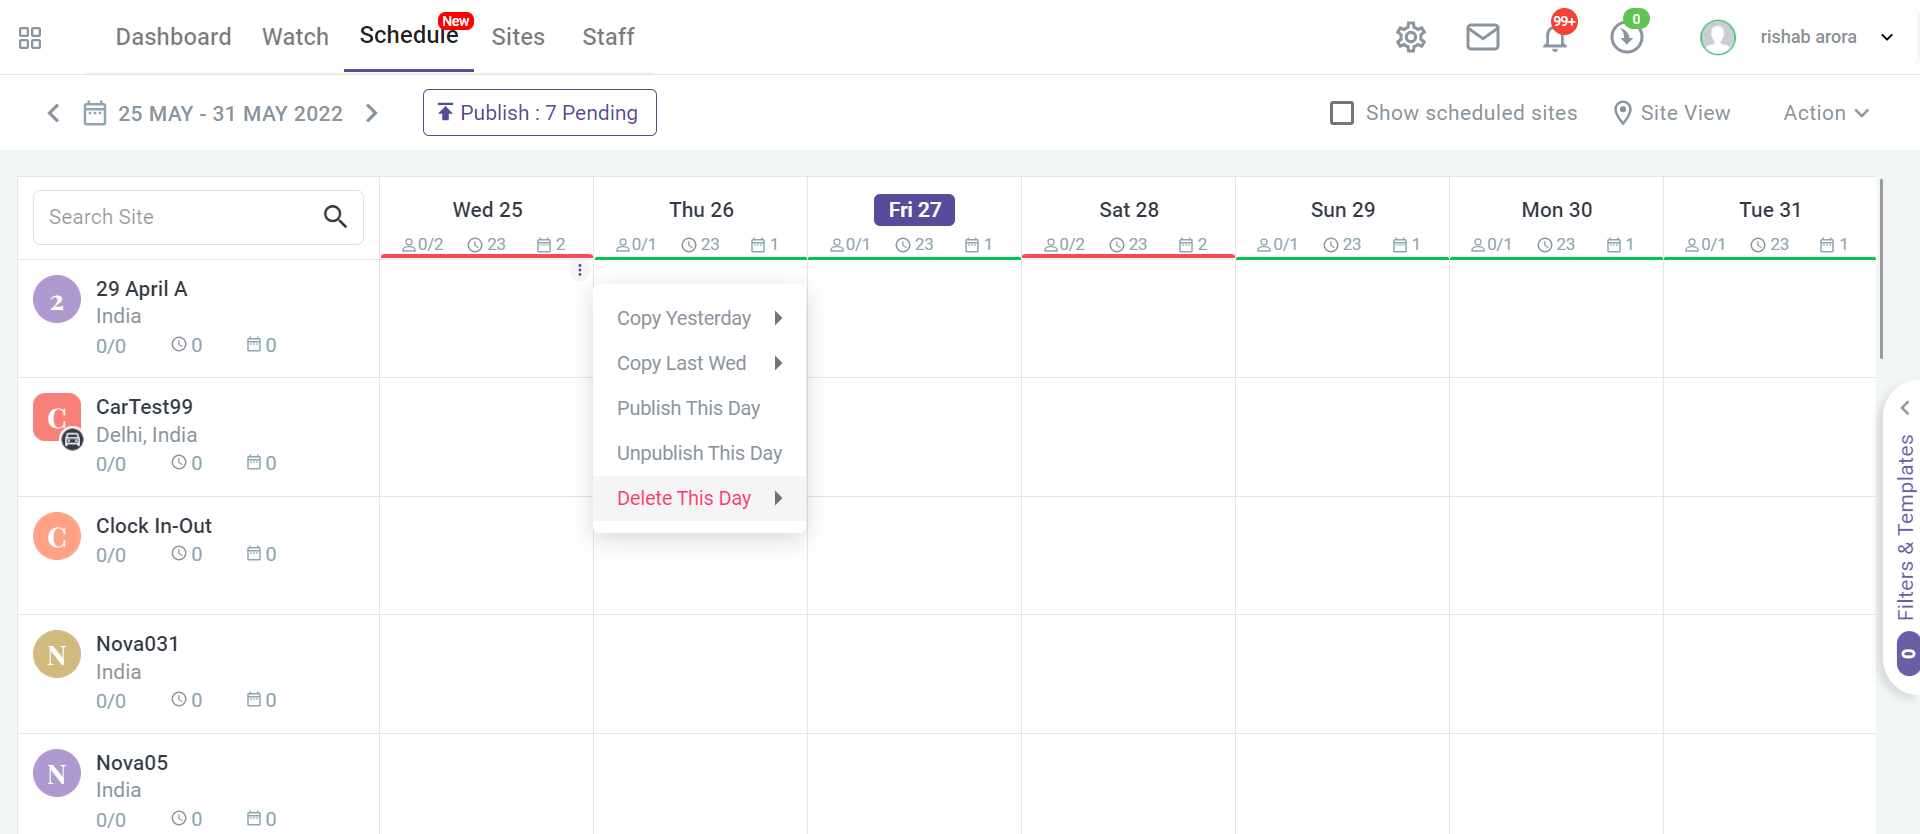 Dashboard Watch Schedule New Sites Staff 99+ 0 rishab arora
25 MAY - 31 MAY 2022 Publish : 7 Pending Show scheduled sites Site View Action
Search Site
Wed 25 Thu 26 Fri 27 Sat 28 Sun 29 Mon 30 Tue 31
0/2 23 2 0/1 23 1 0/1 23 1 0/2 23 2 0/1 23 1 0/1 23 1 0/1 23 1
2
29 April A
India
0/0 0 0
Copy Yesterday
Copy Last Wed
Publish This Day
Unpublish This Day
Delete This Day
C
CarTest99
Delhi, India
0/0 0 0
C
Clock In-Out
0/0 0 0
N
Nova031
India
0/0 0 0
N
Nova05
India
0/0 0 0
Filters & Templates
0